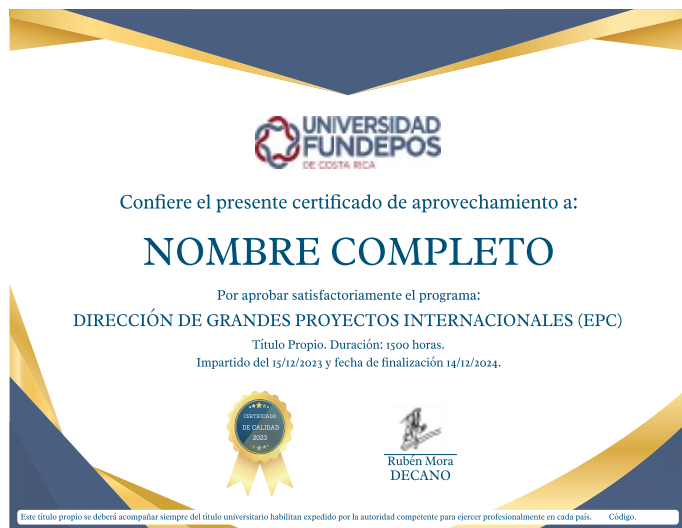 UNIVERSIDAD
FUNDEPOS
DE COSTA RICA
Confiere el presente certificado de aprovechamiento a:
NOMBRE COMPLETO
Por aprobar satisfactoriamente el programa:
DIRECCIÓN DE GRANDES PROYECTOS INTERNACIONALES (EPC)
Título Propio. Duración: 1500 horas.
Impartido del 15/12/2023 y fecha de finalización 14/12/2024.
CERTIFICADO
DE CALIDAD
2023
Rubén Mora
DECANO
Este título propio se deberá acompañar siempre del título universitario habilitan expedido por la autoridad competente para ejercer profesionalmente en cada país. Código.